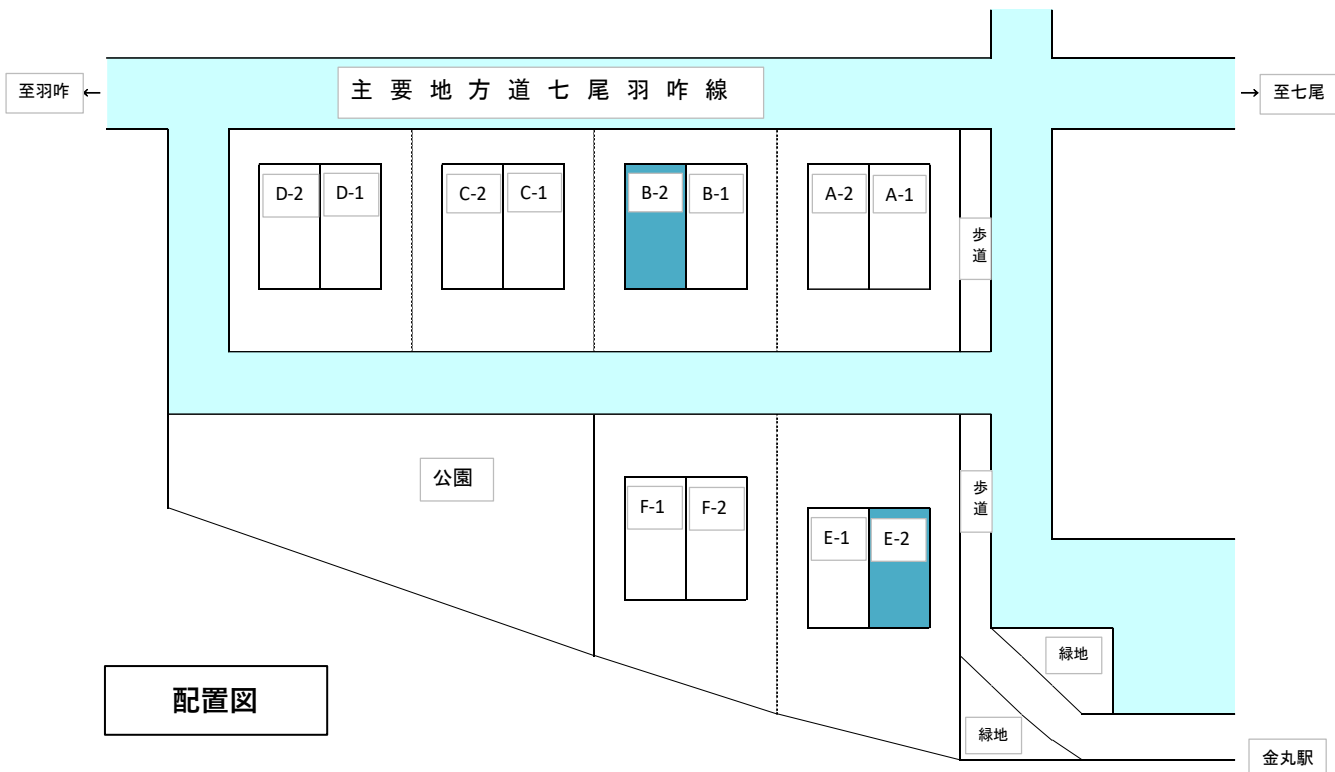 主要地方道七尾羽咋線
至羽咋 ←
→ 至七尾
D-2
D-1
C-2
C-1
B-2
B-1
A-2
A-1
歩道
公園
F-1
F-2
E-1
E-2
歩道
緑地
緑地
配置図
金丸駅